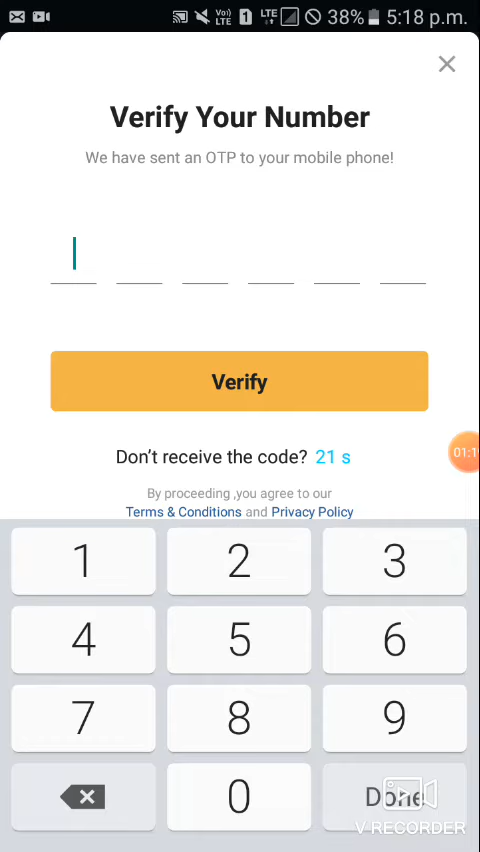 Vo) LTE 1 LTE 38% 5:18 p.m.
Verify Your Number
We have sent an OTP to your mobile phone!
Verify
Don't receive the code? 21 s
By proceeding ,you agree to our
Terms & Conditions and Privacy Policy
1 2 3
4 5 6
7 8 9
0 Done
V RECORDER